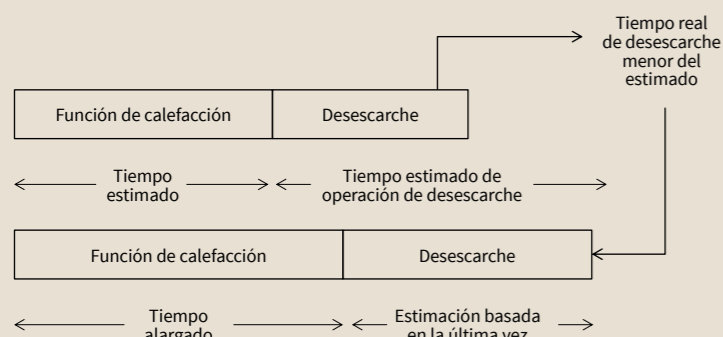 Tiempo real
de desescarche
menor del
estimado
Función de calefacción
Desescarche
Tiempo
estimado
Tiempo estimado de
operación de desescarche
Función de calefacción
Desescarche
Tiempo
alargado
Estimación basada
en la última vez